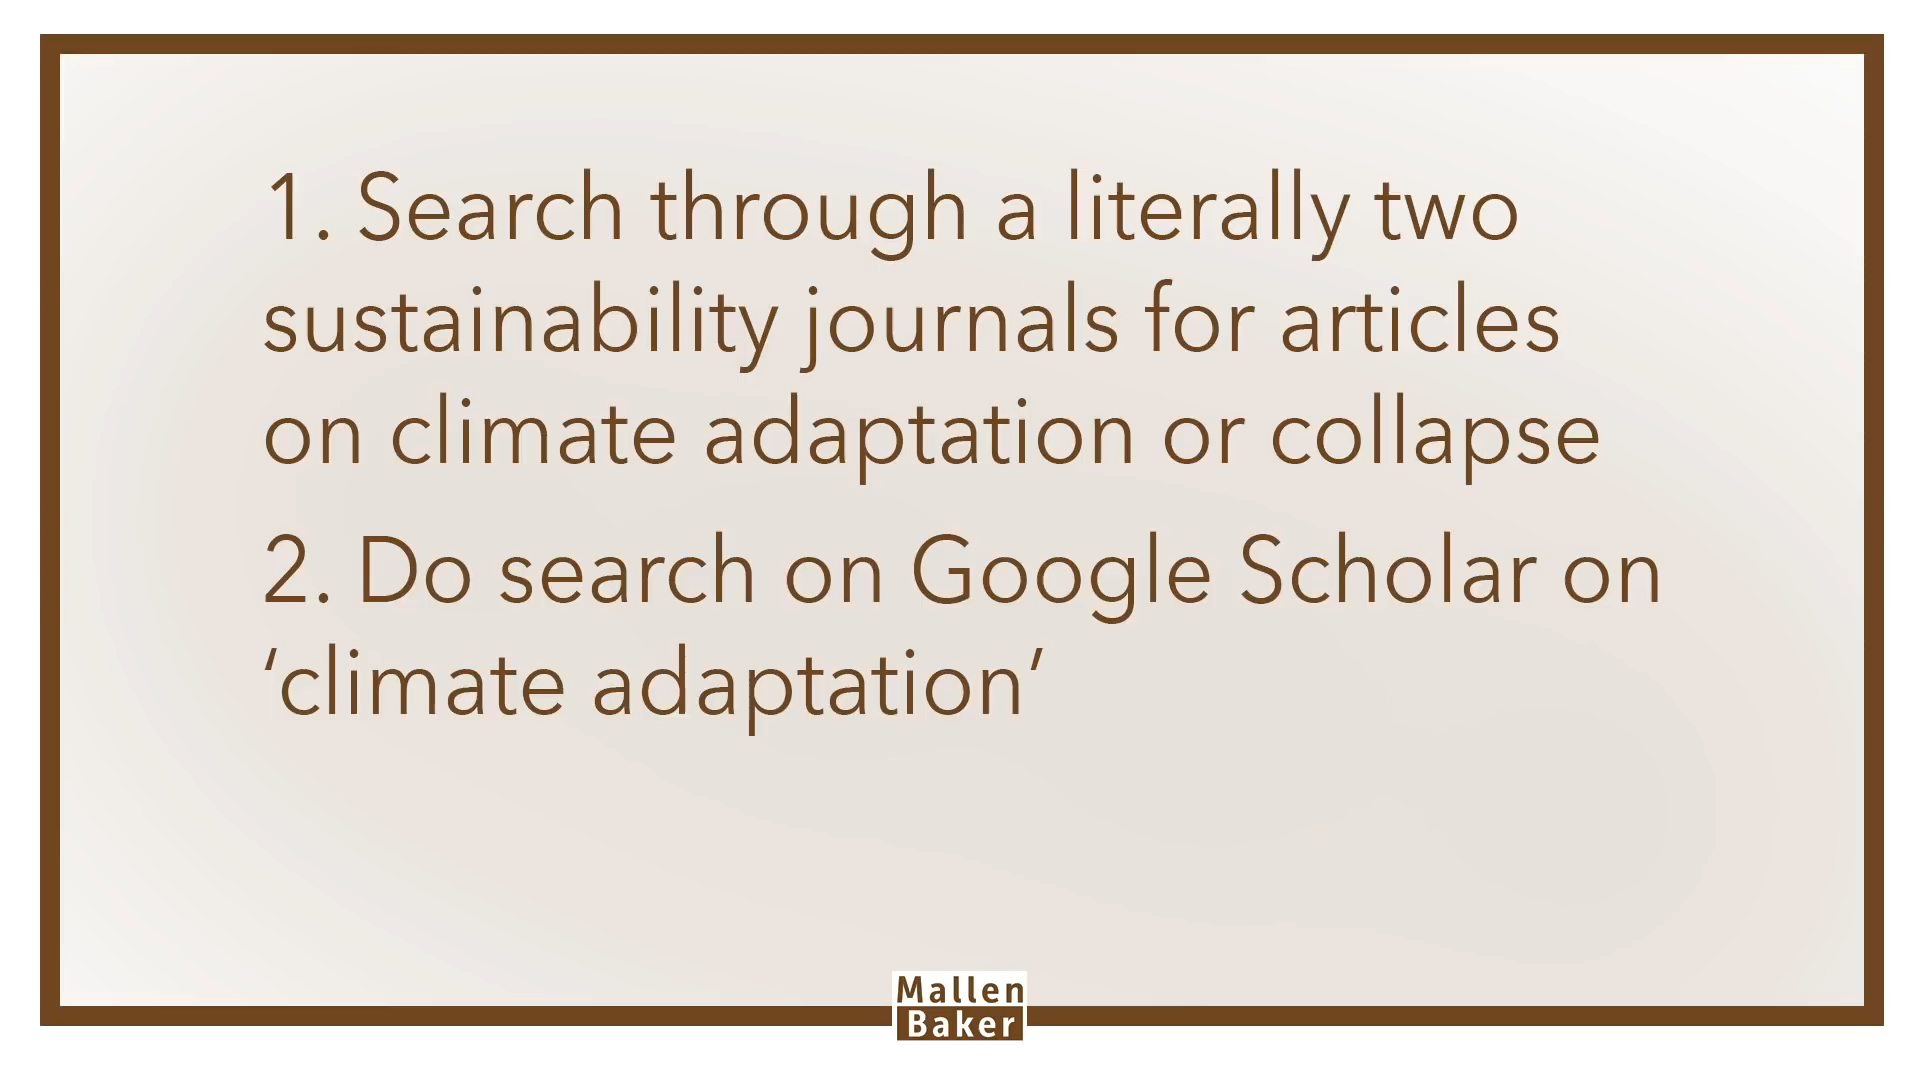 1. Search through a literally two
sustainability journals for articles
on climate adaptation or collapse
2. Do search on Google Scholar on
‘climate adaptation’
Mallen
Baker